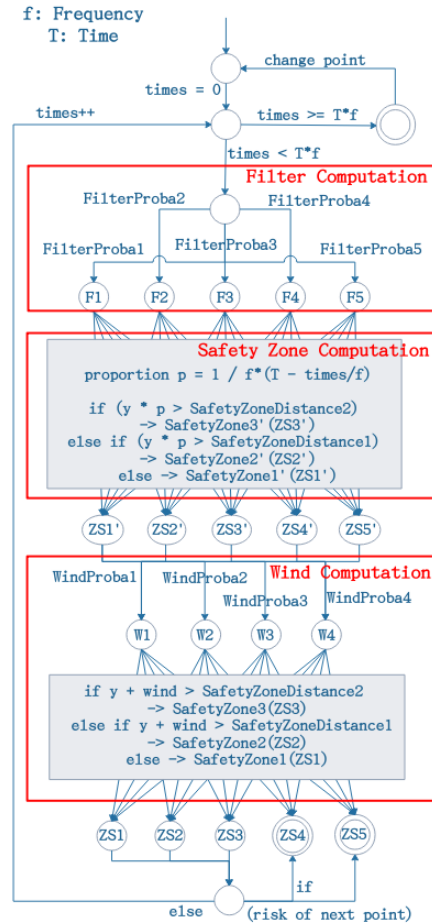 f: Frequency
T: Time
change point
times = 0
times++
times >= T*f
times < T*f
Filter Computation
FilterProba2
FilterProba4
FilterProba3
FilterProba1
FilterProba5
F1
F2
F3
F4
F5
Safety Zone Computation
proportion p = 1 / f*(T - times/f)
if (y * p > SafetyZoneDistance2)
-> SafetyZone3'(ZS3')
else if (y * p > SafetyZoneDistance1)
-> SafetyZone2'(ZS2')
else -> SafetyZone1'(ZS1')
ZS1'
ZS2'
ZS3'
ZS4'
ZS5'
Wind Computation
WindProba1
WindProba2
WindProba3
WindProba4
W1
W2
W3
W4
if y + wind > SafetyZoneDistance2
-> SafetyZone3(ZS3)
else if y + wind > SafetyZoneDistance1
-> SafetyZone2(ZS2)
else -> SafetyZone1(ZS1)
ZS1
ZS2
ZS3
ZS4
ZS5
if
else
(risk of next point)